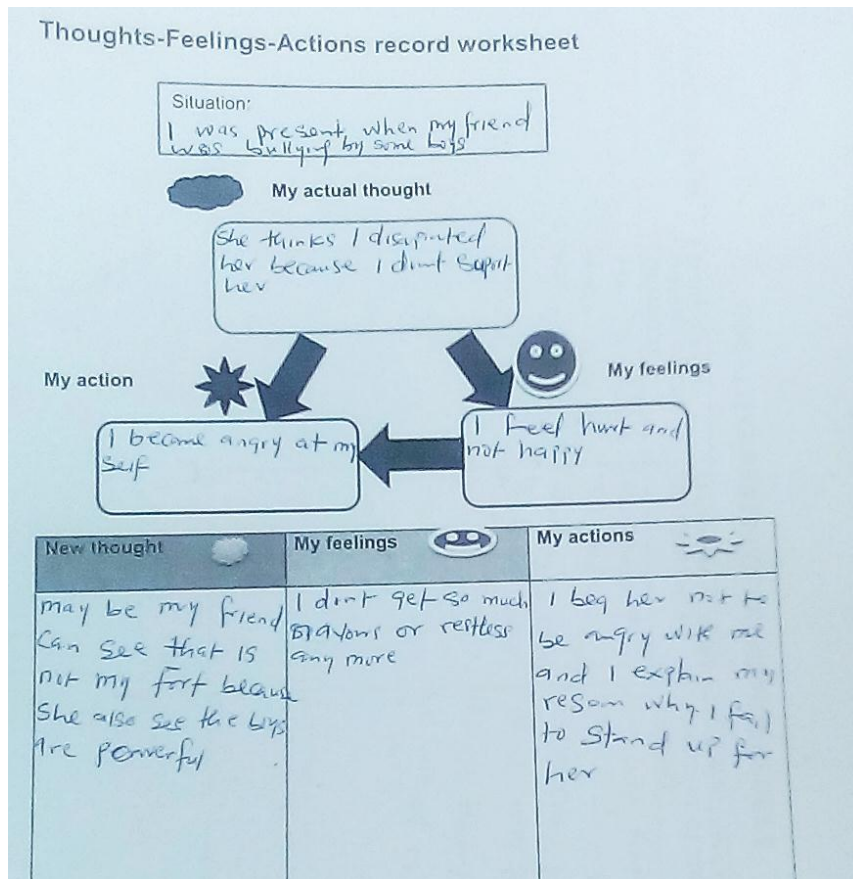 Thoughts-Feelings-Actions record worksheet
Situation:
I was present, when my friend
was bullying by some boys
My actual thought
She thinks I disapinted
her because I dint Suport
her
My action
My feelings
I become angry at my
Self
I feel hurt and
not happy
New thought
may be my friend
Can see that is
not my fort because
She also see the boys
Are powerful
My feelings
I dint get so much
or restless
any more
My actions
I beg her not to
be angry with me
and I explain my
reson why I fail
to Stand up for
her